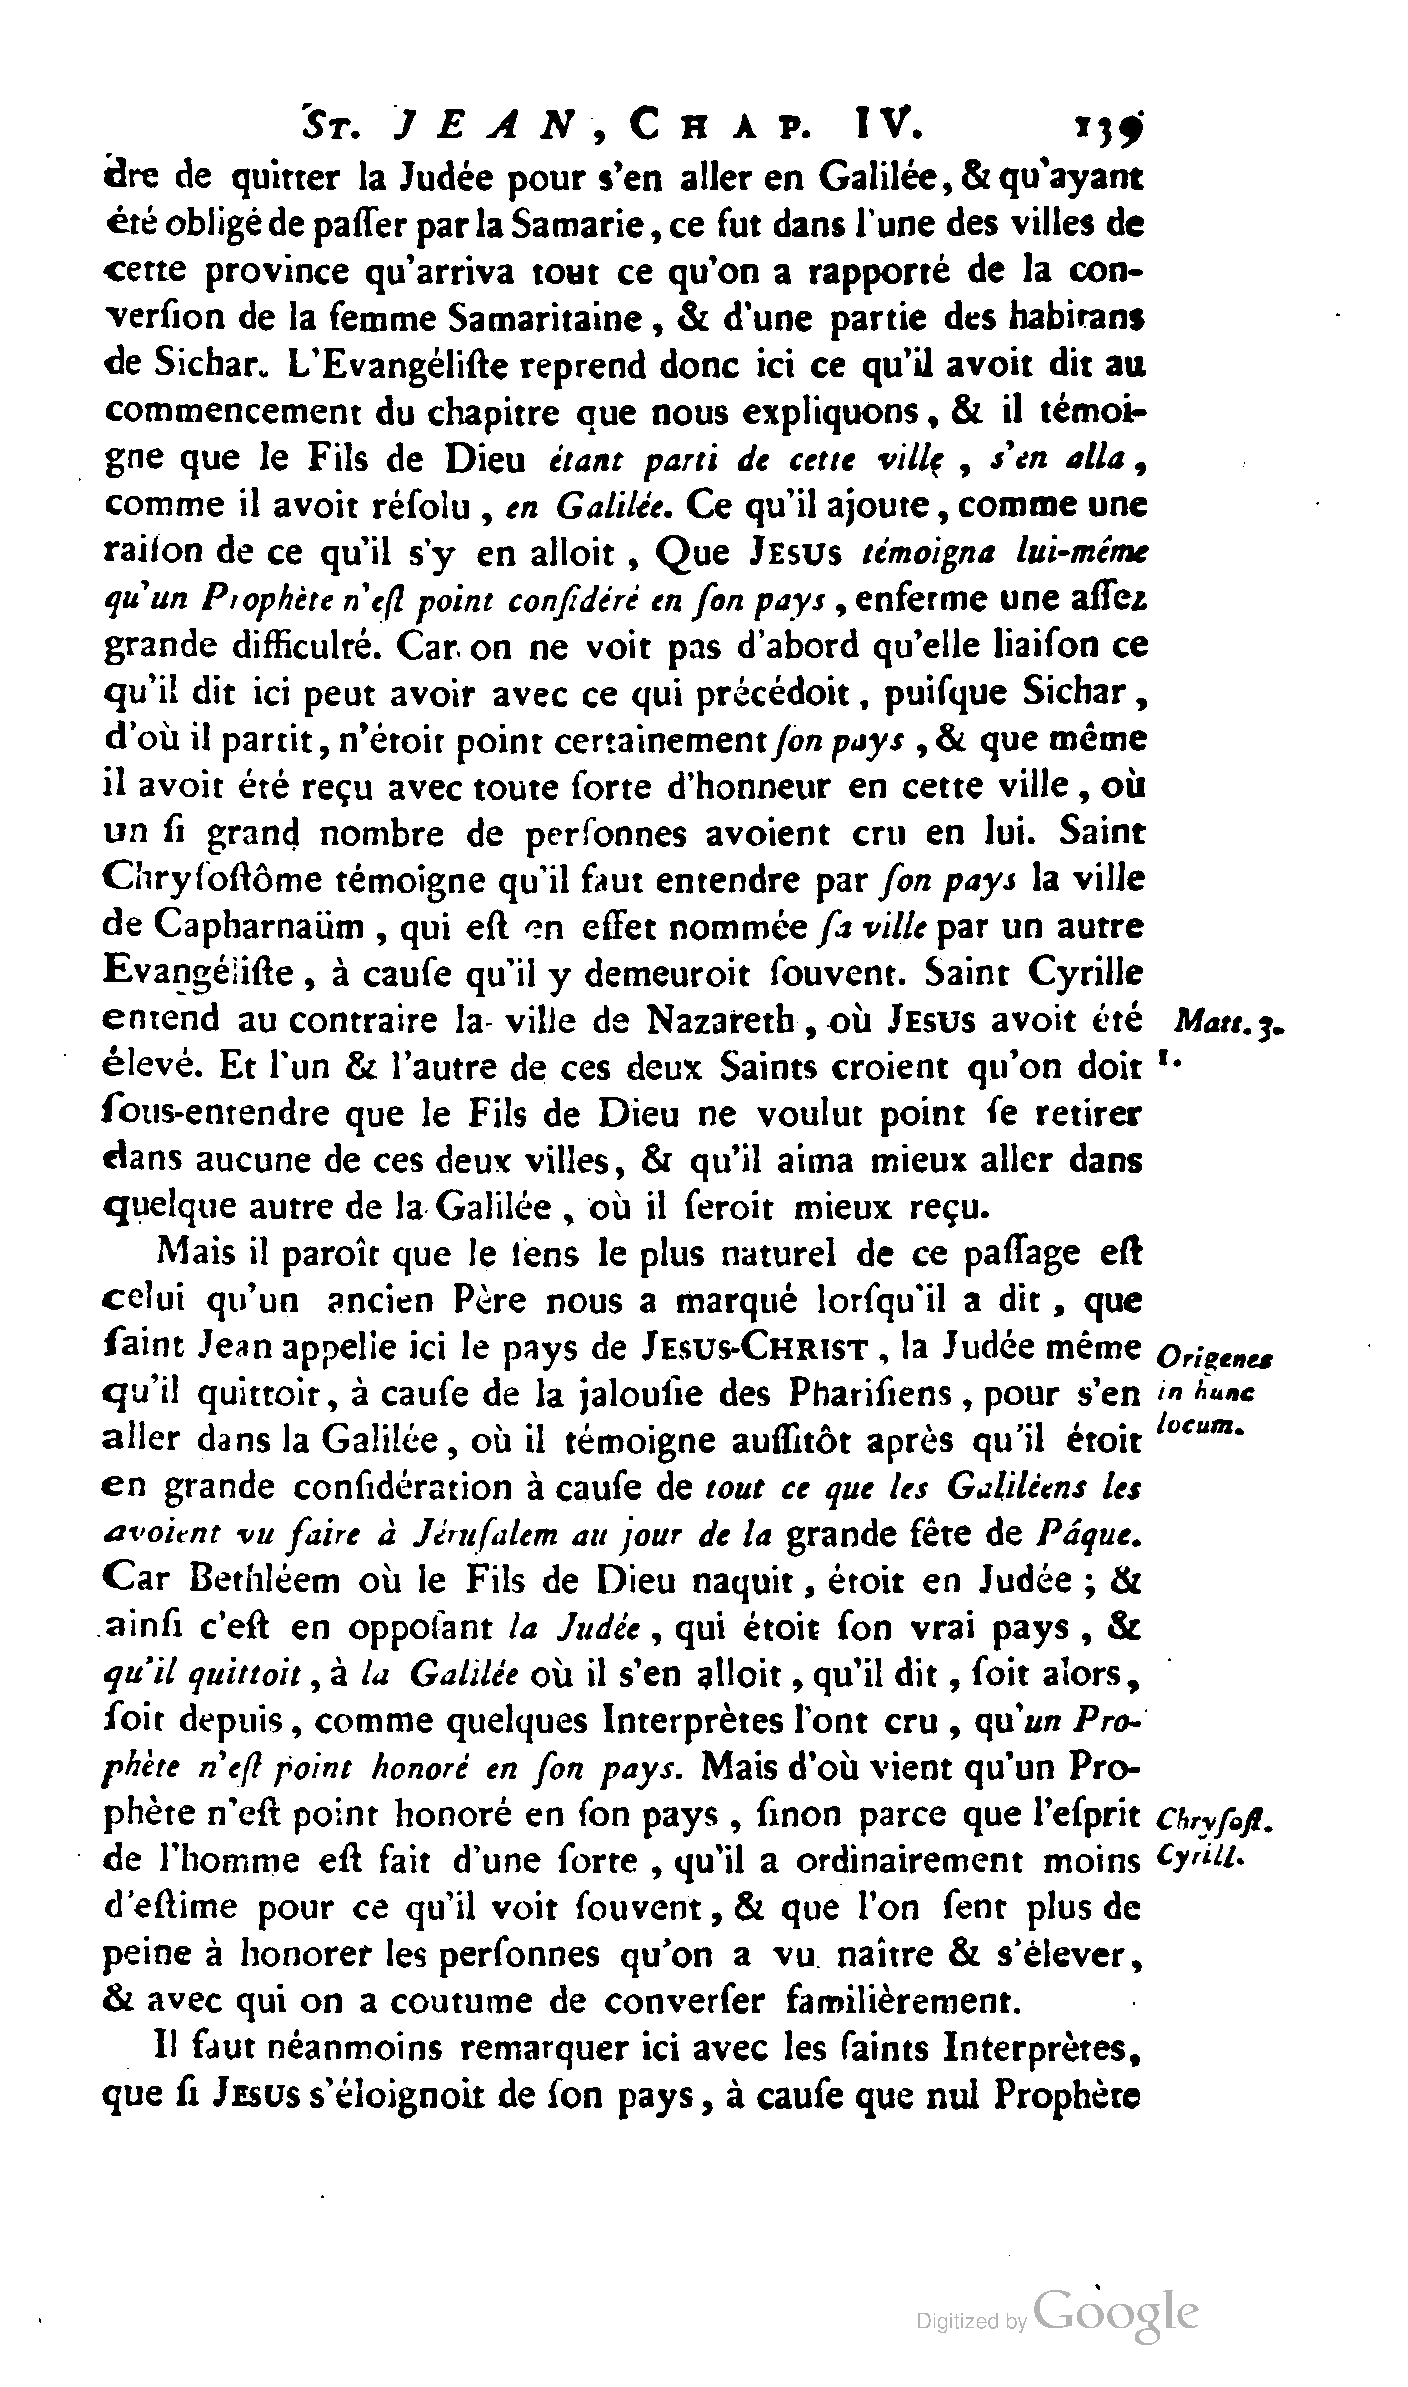 ST. JEAN, CHAP. IV. 139
dre de quitter la Judée pour s'en aller en Galilée, & qu'ayant
été obligé de paſſer par la Samarie, ce fut dans l'une des villes de
cette province qu'arriva tout ce qu'on a rapporté de la con-
verſion de la femme Samaritaine, & d'une partie des habitans
de Sichar. L'Evangéliſte reprend donc ici ce qu'il avoit dit au
commencement du chapitre que nous expliquons, & il témoi-
gne que le Fils de Dieu étant parti de cette ville, s'en alla,
comme il avoit réſolu, en Galilée. Ce qu'il ajoute, comme une
raiſon de ce qu'il s'y en alloit, Que JESUS témoigna lui-même
qu'un Prophète n'eſt point conſidéré en ſon pays, enferme une aſſez
grande difficulté. Car on ne voit pas d'abord qu'elle liaiſon ce
qu'il dit ici peut avoir avec ce qui précédoit, puiſque Sichar,
d'où il partit, n'étoit point certainement ſon pays, & que même
il avoit été reçu avec toute ſorte d'honneur en cette ville, où
un ſi grand nombre de perſonnes avoient cru en lui. Saint
Chryſoſtôme témoigne qu'il faut entendre par ſon pays la ville
de Capharnaüm, qui eſt en effet nommée ſa ville par un autre
Evangéliſte, à cauſe qu'il y demeuroit ſouvent. Saint Cyrille
entend au contraire la ville de Nazareth, où JESUS avoit été
Matt. 3.
élevé. Et l'un & l'autre de ces deux Saints croient qu'on doit
1.
ſous-entendre que le Fils de Dieu ne voulut point ſe retirer
dans aucune de ces deux villes, & qu'il aima mieux aller dans
quelque autre de la Galilée, où il ſeroit mieux reçu.
Mais il paroît que le ſens le plus naturel de ce paſſage eſt
celui qu'un ancien Père nous a marqué lorſqu'il a dit, que
ſaint Jean appelle ici le pays de JESUS-CHRIST, la Judée même
Origenes
qu'il quittoit, à cauſe de la jalouſie des Phariſiens, pour s'en
in hunc
aller dans la Galilée, où il témoigne auſſitôt après qu'il étoit
locum.
en grande conſidération à cauſe de tout ce que les Galiléens les
avoient vu faire à Jéruſalem au jour de la grande fête de Páque.
Car Bethléem où le Fils de Dieu naquit, étoit en Judée ; &
ainſi c'eſt en oppoſant la Judée, qui étoit ſon vrai pays, &
qu'il quittoit, à la Galilée où il s'en alloit, qu'il dit, ſoit alors,
ſoit depuis, comme quelques Interprètes l'ont cru, qu'un Pro-
phète n'eſt point honoré en ſon pays. Mais d'où vient qu'un Pro-
phète n'eſt point honoré en ſon pays, ſinon parce que l'eſprit
Chryſoſt.
de l'homme eſt fait d'une ſorte, qu'il a ordinairement moins
Cyrill.
d'eſtime pour ce qu'il voit ſouvent, & que l'on ſent plus de
peine à honorer les perſonnes qu'on a vu naître & s'élever,
& avec qui on a coutume de converſer familièrement.
Il faut néanmoins remarquer ici avec les ſaints Interprètes,
que ſi JESUS s'éloignoit de ſon pays, à cauſe que nul Prophète
Digitized by Google